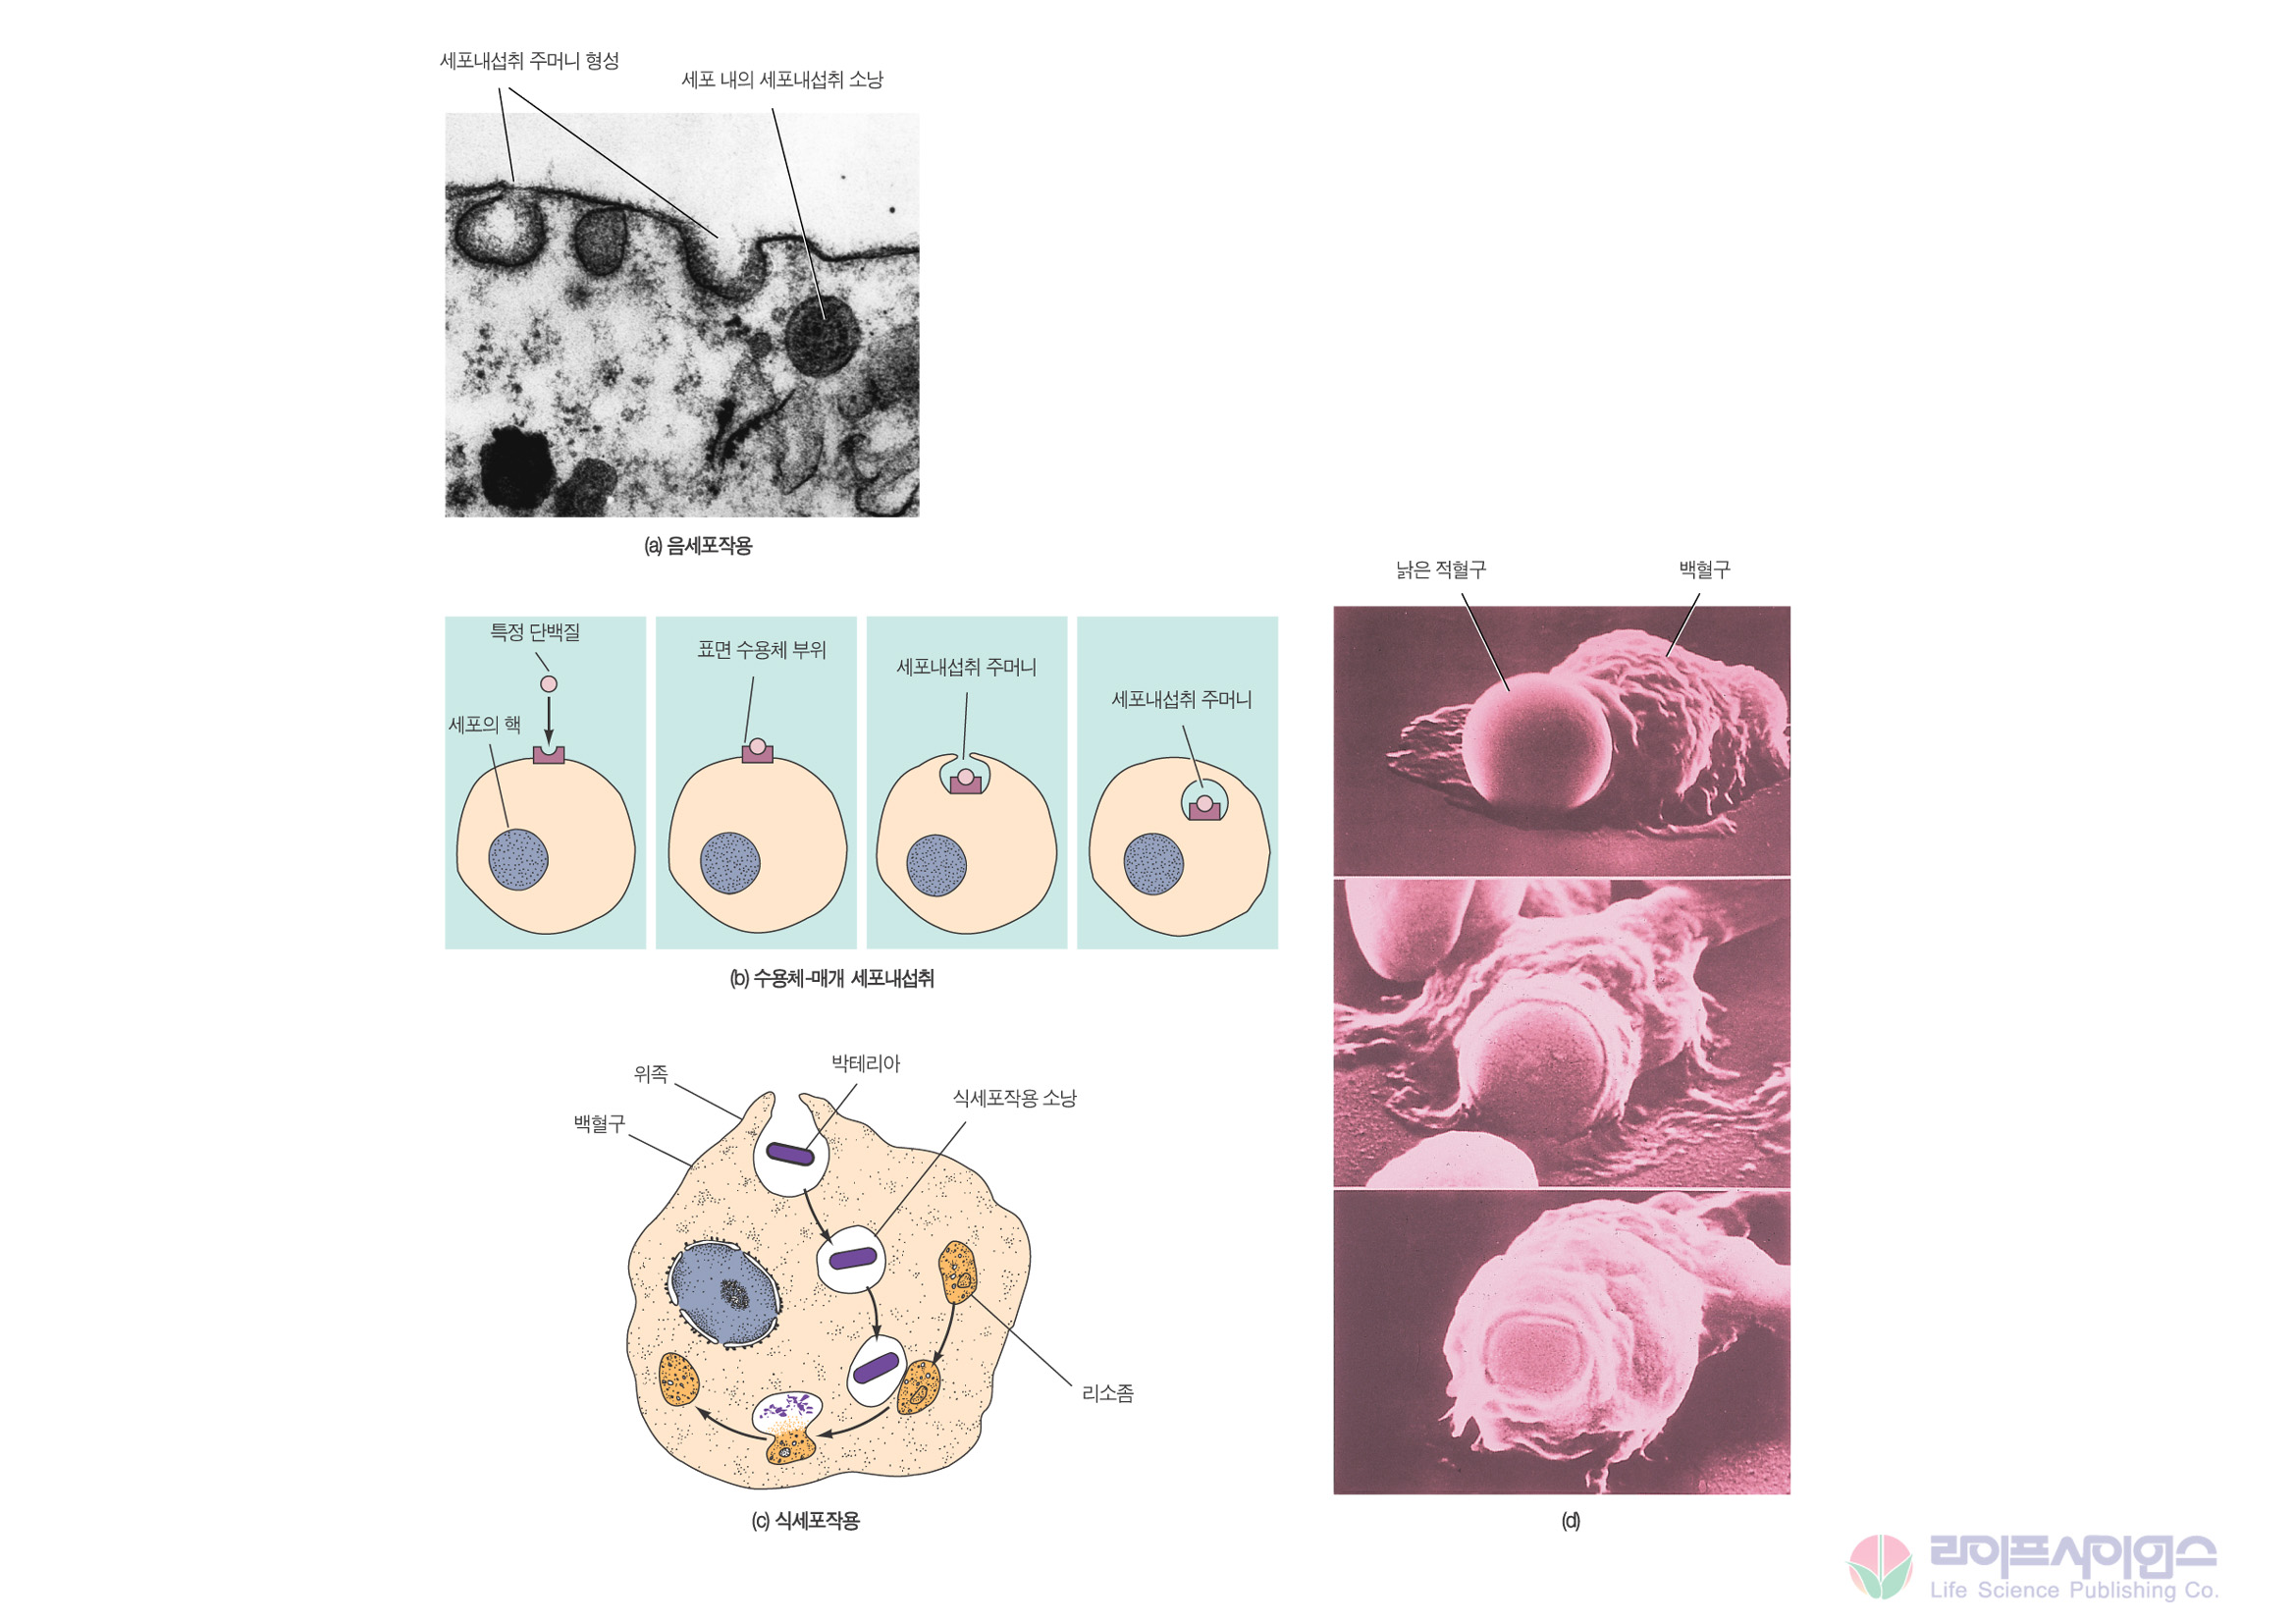 세포내섭취 주머니 형성
세포 내의 세포내섭취 소낭
(a) 음세포작용
특정 단백질
세포의 핵
표면 수용체 부위
세포내섭취 주머니
세포내섭취 주머니
(b) 수용체-매개 세포내섭취
위족
백혈구
박테리아
식세포작용 소낭
리소좀
(c) 식세포작용
낡은 적혈구
백혈구
(d)
라이프사이언스
Life Science Publishing Co.